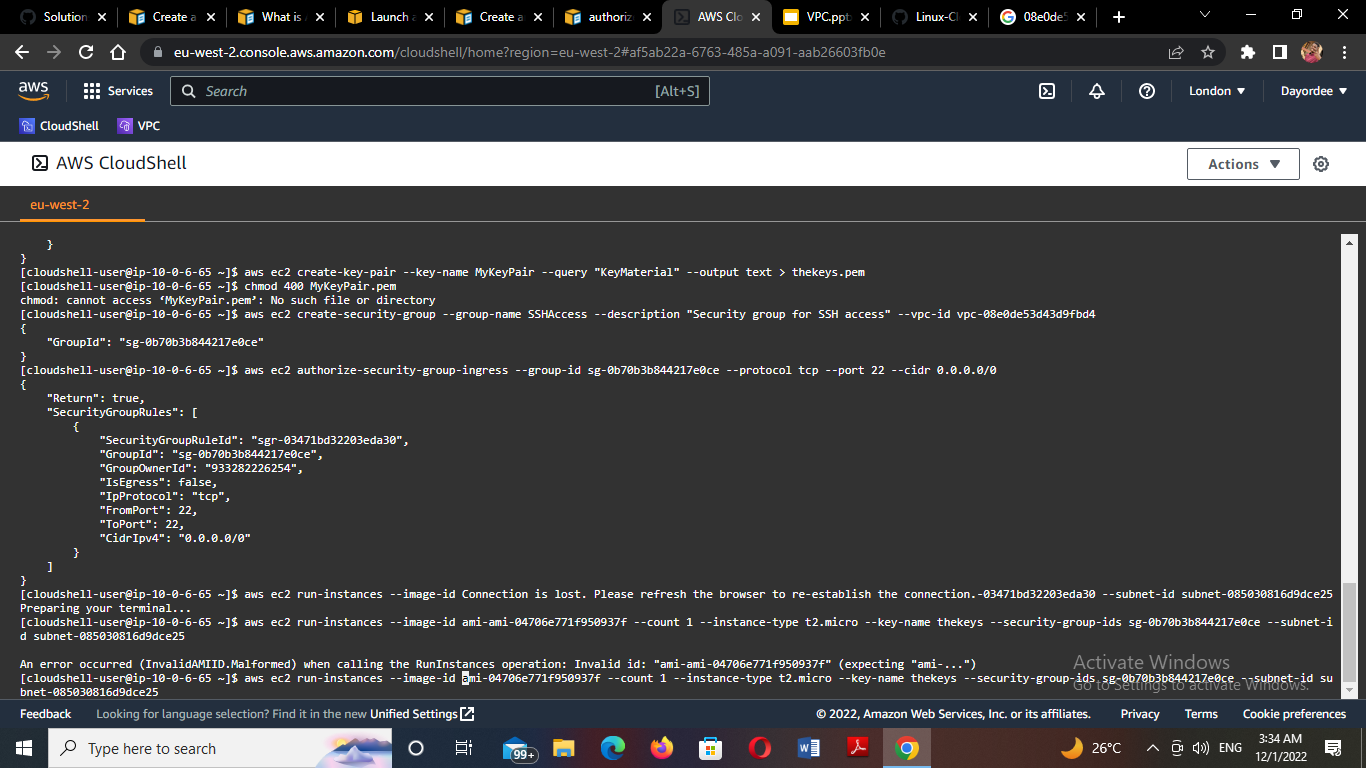 Solution
Create a
What is
Launch a
Create a
authoriz
AWS Clo
VPC.ppt
Linux-Cl
08e0de5
eu-west-2.console.aws.amazon.com/cloudshell/home?region=eu-west-2#af5ab22a-6763-485a-a091-aab26603fb0e
aws
Services
Search
[Alt+S]
London
Dayordee
CloudShell
VPC
AWS CloudShell
Actions
eu-west-2
}
}
[cloudshell-user@ip-10-0-6-65 ~]$ aws ec2 create-key-pair --key-name MyKeyPair --query "KeyMaterial" --output text > thekeys.pem
[cloudshell-user@ip-10-0-6-65 ~]$ chmod 400 MyKeyPair.pem
chmod: cannot access ‘MyKeyPair.pem’: No such file or directory
[cloudshell-user@ip-10-0-6-65 ~]$ aws ec2 create-security-group --group-name SSHAccess --description "Security group for SSH access" --vpc-id vpc-08e0de53d43d9fbd4
{
"GroupId": "sg-0b70b3b844217e0ce"
}
[cloudshell-user@ip-10-0-6-65 ~]$ aws ec2 authorize-security-group-ingress --group-id sg-0b70b3b844217e0ce --protocol tcp --port 22 --cidr 0.0.0.0/0
{
"Return": true,
"SecurityGroupRules": [
{
"SecurityGroupRuleId": "sgr-03471bd32203eda30",
"GroupId": "sg-0b70b3b844217e0ce",
"GroupOwnerId": "933282226254",
"IsEgress": false,
"IpProtocol": "tcp",
"FromPort": 22,
"ToPort": 22,
"CidrIpv4": "0.0.0.0/0"
}
]
}
[cloudshell-user@ip-10-0-6-65 ~]$ aws ec2 run-instances --image-id Connection is lost. Please refresh the browser to re-establish the connection.-03471bd32203eda30 --subnet-id subnet-085030816d9dce25
Preparing your terminal...
[cloudshell-user@ip-10-0-6-65 ~]$ aws ec2 run-instances --image-id ami-ami-04706e771f950937f --count 1 --instance-type t2.micro --key-name thekeys --security-group-ids sg-0b70b3b844217e0ce --subnet-i
d subnet-085030816d9dce25
An error occurred (InvalidAMIID.Malformed) when calling the RunInstances operation: Invalid id: "ami-ami-04706e771f950937f" (expecting "ami-...")
[cloudshell-user@ip-10-0-6-65 ~]$ aws ec2 run-instances --image-id ami-04706e771f950937f --count 1 --instance-type t2.micro --key-name thekeys --security-group-ids sg-0b70b3b844217e0ce --subnet-id su
bnet-085030816d9dce25
Activate Windows
Go to Settings to activate Windows.
Feedback
Looking for language selection? Find it in the new Unified Settings
© 2022, Amazon Web Services, Inc. or its affiliates.
Privacy
Terms
Cookie preferences
Type here to search
99+
26°C
ENG
3:34 AM
12/1/2022